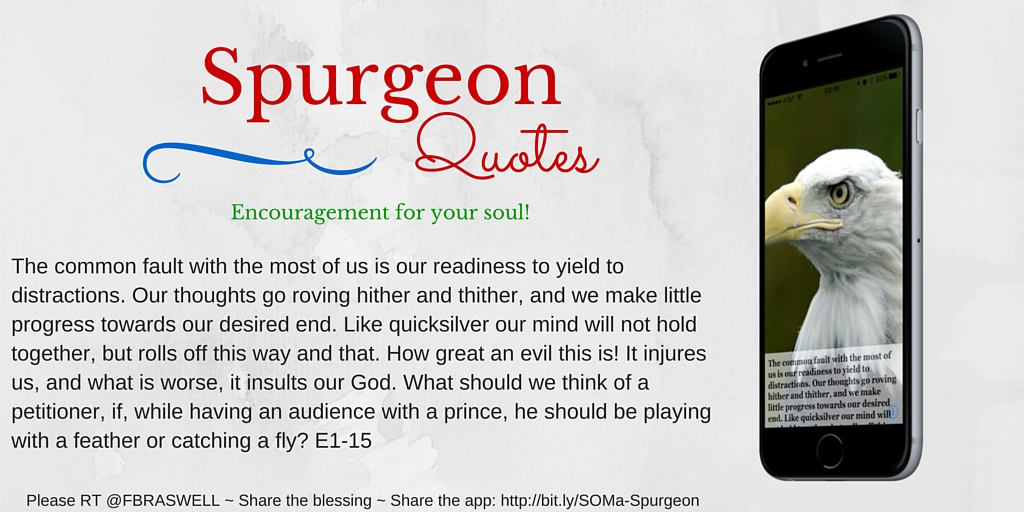 Spurgeon
Quotes
Encouragement for your soul!
The common fault with the most of us is our readiness to yield to
distractions. Our thoughts go roving hither and thither, and we make little
progress towards our desired end. Like quicksilver our mind will not hold
together, but rolls off this way and that. How great an evil this is! It injures
us, and what is worse, it insults our God. What should we think of a
petitioner, if, while having an audience with a prince, he should be playing
with a feather or catching a fly? E1-15
Please RT @FBRASWELL ~ Share the blessing ~ Share the app: http://bit.ly/SOMa-Spurgeon
AT&T
The common fault with the most of
us is our readiness to yield to
distractions. Our thoughts go roving
hither and thither, and we make
little progress towards our desired
end. Like quicksilver our mind will